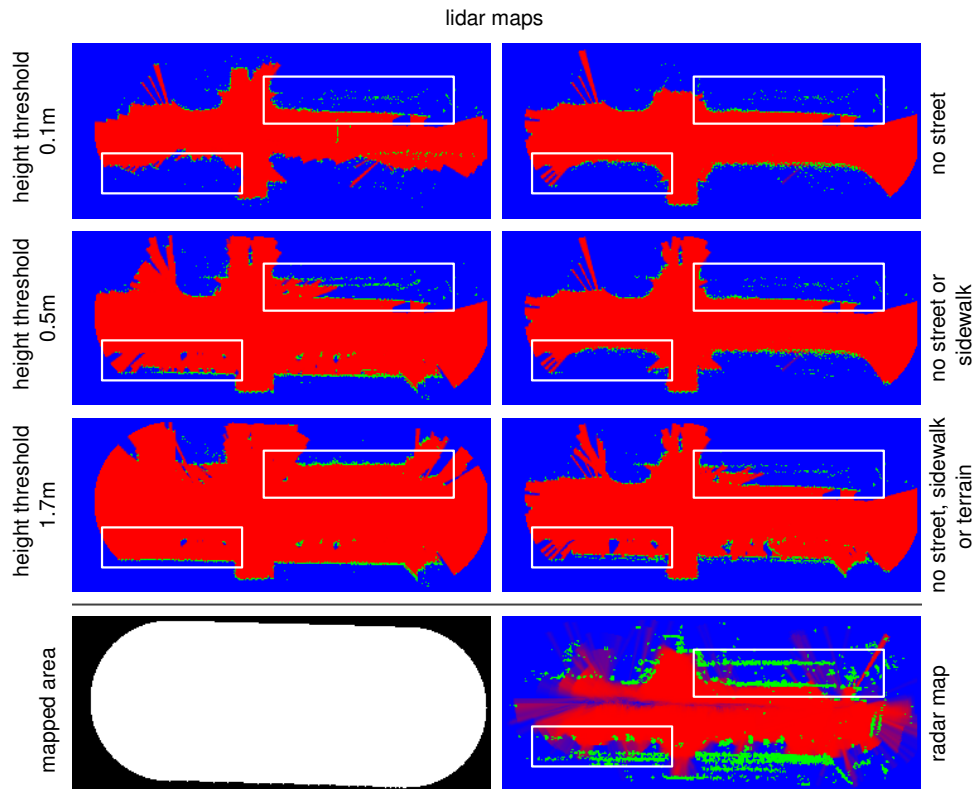 lidar maps
height threshold
0.1m
no street
height threshold
0.5m
no street or
sidewalk
height threshold
1.7m
no street, sidewalk
or terrain
mapped area
radar map